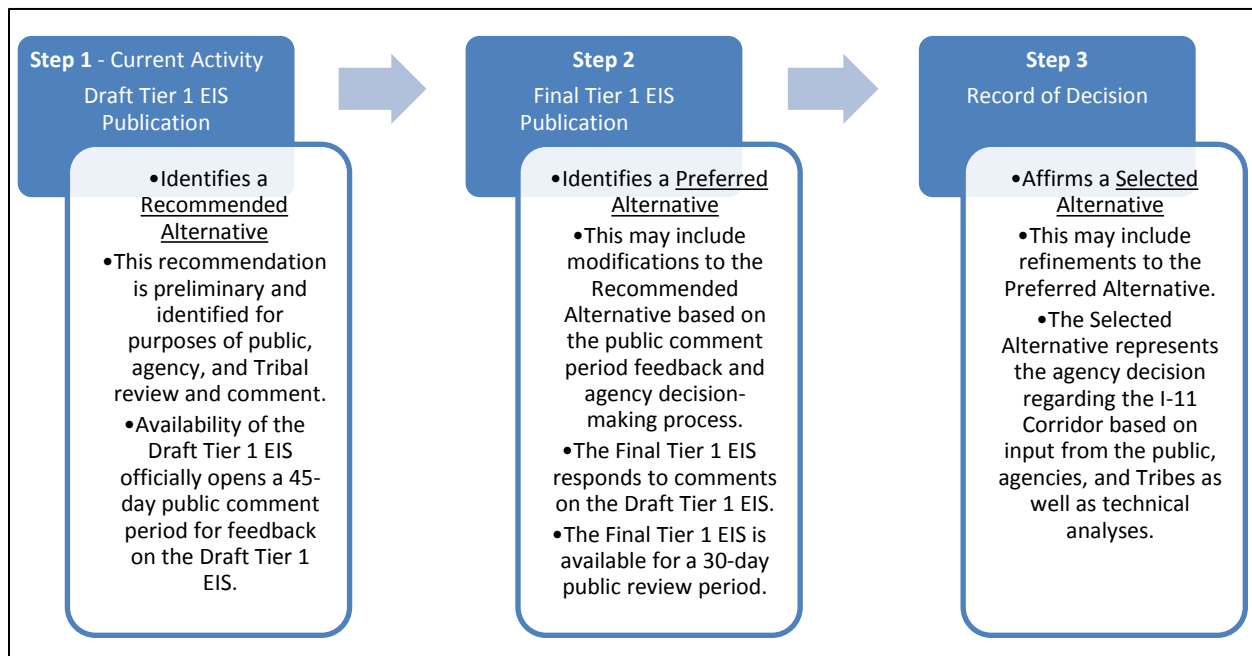 Step 1 - Current Activity
Draft Tier 1 EIS
Publication
•Identifies a
Recommended
Alternative
•This recommendation
is preliminary and
identified for
purposes of public,
agency, and Tribal
review and comment.
•Availability of the
Draft Tier 1 EIS
officially opens a 45-
day public comment
period for feedback
on the Draft Tier 1
EIS.
Step 2
Final Tier 1 EIS
Publication
•Identifies a Preferred
Alternative
•This may include
modifications to the
Recommended
Alternative based on
the public comment
period feedback and
agency decision-
making process.
•The Final Tier 1 EIS
responds to comments
on the Draft Tier 1 EIS.
•The Final Tier 1 EIS is
available for a 30-day
public review period.
Step 3
Record of Decision
•Affirms a Selected
Alternative
•This may include
refinements to the
Preferred Alternative.
•The Selected
Alternative represents
the agency decision
regarding the I-11
Corridor based on
input from the public,
agencies, and Tribes as
well as technical
analyses.